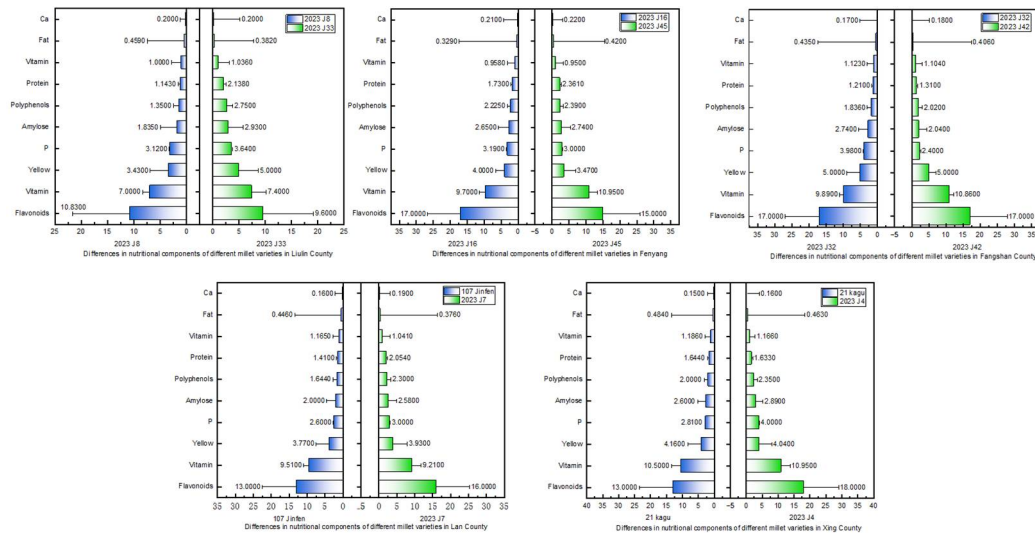 2023 J8
2023 J33
Ca 0.2000 0.2000
Fat 0.4590 0.3820
Vitamin 1.0000 1.0360
Protein 1.1430 2.1380
Polyphenols 1.3500 2.7500
Amylose 1.8350 2.9300
P 3.1200 3.6400
Yellow 3.4300 5.0000
Vitamin 7.0000 7.4000
Flavonoids 10.8300 9.6000
25 20 15 10 5 0 0 5 10 15 20 25
2023 J8 2023 J33
Differences in nutritional components of different millet varieties in Liulin County
2023 J16
2023 J45
Ca 0.2100 0.2200
Fat 0.3290 0.4200
Vitamin 0.9580 0.9500
Protein 1.7300 2.3610
Polyphenols 2.2250 2.3900
Amylose 2.6500 2.7400
P 3.1900 3.0000
Yellow 4.0000 3.4700
Vitamin 9.7000 10.9500
Flavonoids 17.0000 15.0000
30 25 20 15 10 5 0 -5 0 5 10 15 20 25 30
2023 J16 2023 J45
Differences in nutritional components of different millet varieties in Fenyang
2023 J32
2023 J42
Ca 0.1700 0.1800
Fat 0.4350 0.4060
Vitamin 1.1230 1.1040
Protein 1.2100 1.3100
Polyphenols 1.8360 2.0200
Amylose 2.7400 2.0400
P 3.9800 2.4000
Yellow 5.0000 5.0000
Vitamin 9.8900 10.8600
Flavonoids 17.0000 17.0000
35 30 25 20 15 10 5 0 -5 0 5 10 15 20 25 30 35
2023 J32 2023 J42
Differences in nutritional components of different millet varieties in Fangshan County
107 Jinfen
2023 J7
Ca 0.1600 0.1900
Fat 0.4460 0.3760
Vitamin 1.1650 1.0410
Protein 1.4100 2.0540
Polyphenols 1.6440 2.3000
Amylose 2.0000 2.5800
P 2.6000 3.0000
Yellow 3.7700 3.9300
Vitamin 9.5100 9.2100
Flavonoids 13.0000 16.0000
35 30 25 20 15 10 5 0 -5 0 5 10 15 20 25 30 35
107 Jinfen 2023 J7
Differences in nutritional components of different millet varieties in Lan County
21 kagu
2023 J4
Ca 0.1500 0.1600
Fat 0.4840 0.4630
Vitamin 1.1860 1.1660
Protein 1.6440 1.6330
Polyphenols 2.0000 2.3500
Amylose 2.6000 2.8900
P 2.8100 4.0000
Yellow 4.1600 4.0400
Vitamin 10.5000 10.9500
Flavonoids 13.0000 18.0000
40 35 30 25 20 15 10 5 0 -5 0 5 10 15 20 25 30 35 40
21 kagu 2023 J4
Differences in nutritional components of different millet varieties in Xing County